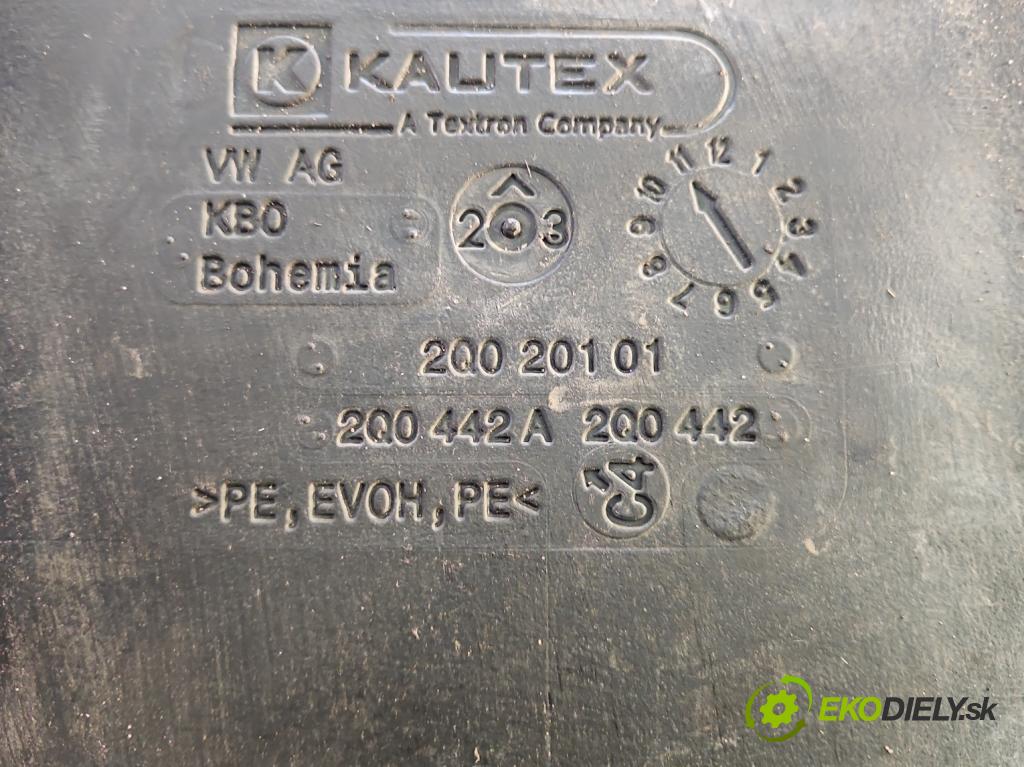 K KAUTEX
A Textron Company
VW AG
KBO
Bohemia
2 3
11 12 1 2 3 4 5 6 7 8 9 10
2Q0 201 01
2Q0 442 A 2Q0 442
>PE,EVOH,PE<
C4
EKODIELY.sk